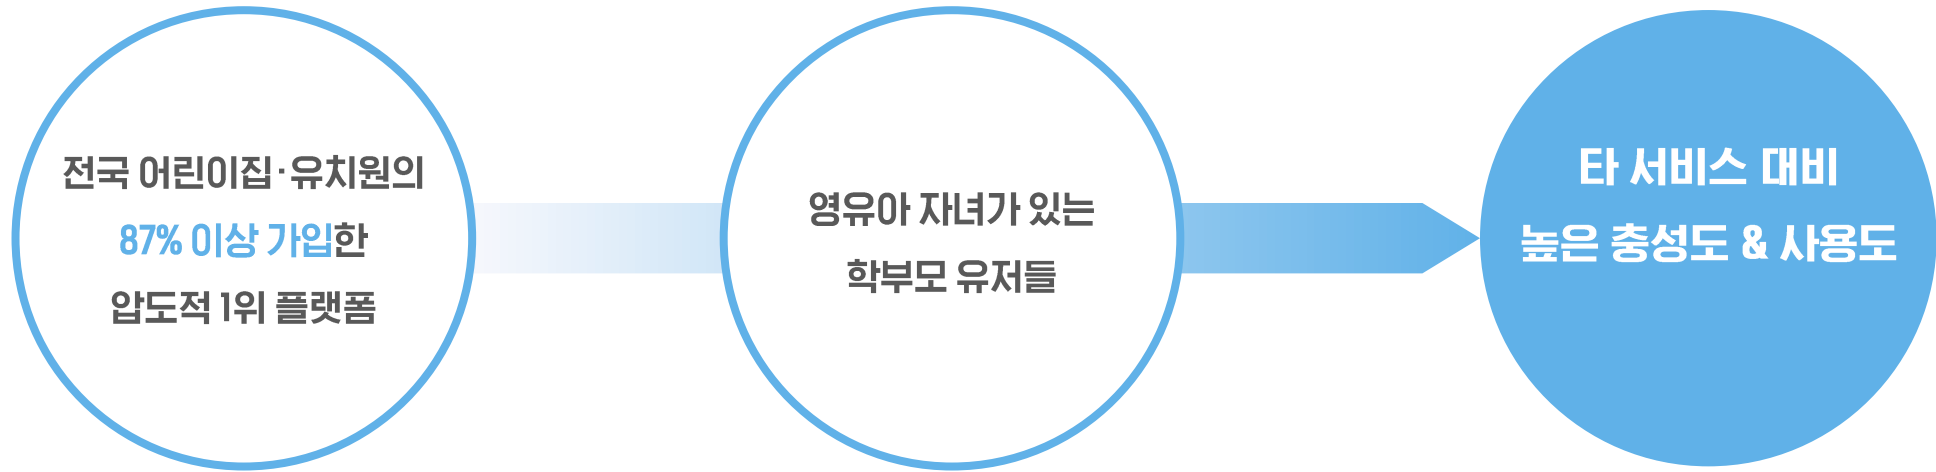 전국 어린이집·유치원의
87% 이상 가입한
압도적 1위 플랫폼
영유아 자녀가 있는
학부모 유저들
타 서비스 대비
높은 충성도 & 사용도